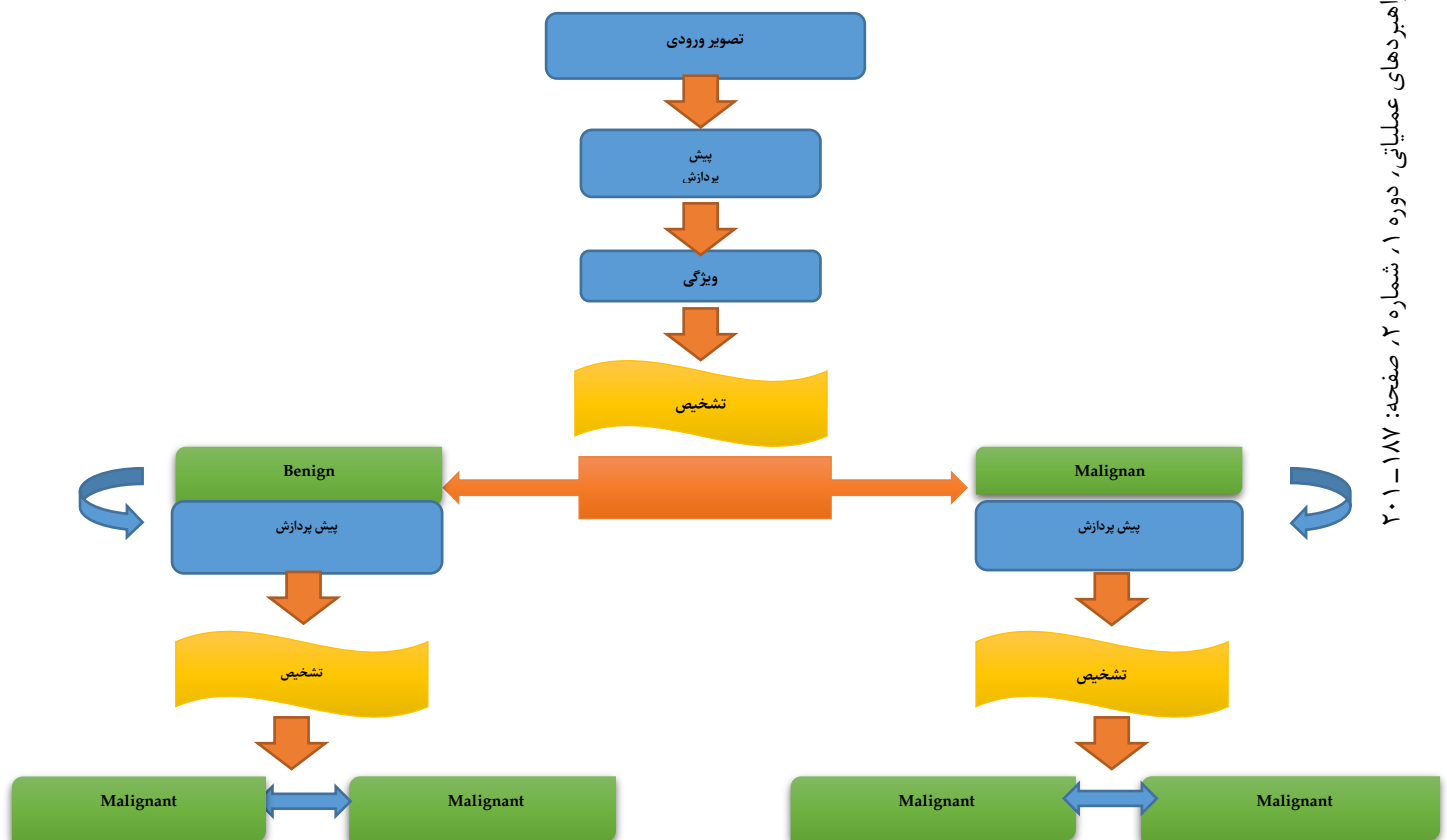 تصویر ورودی
پیش
پردازش
ویژگی
تشخیص
Benign
Malignan
پیش پردازش
پیش پردازش
تشخیص
تشخیص
Malignant
Malignant
Malignant
Malignant
راهبردهای عملیاتی، دوره ۱، شماره ۲، صفحه: ۱۸۷–۲۰۱